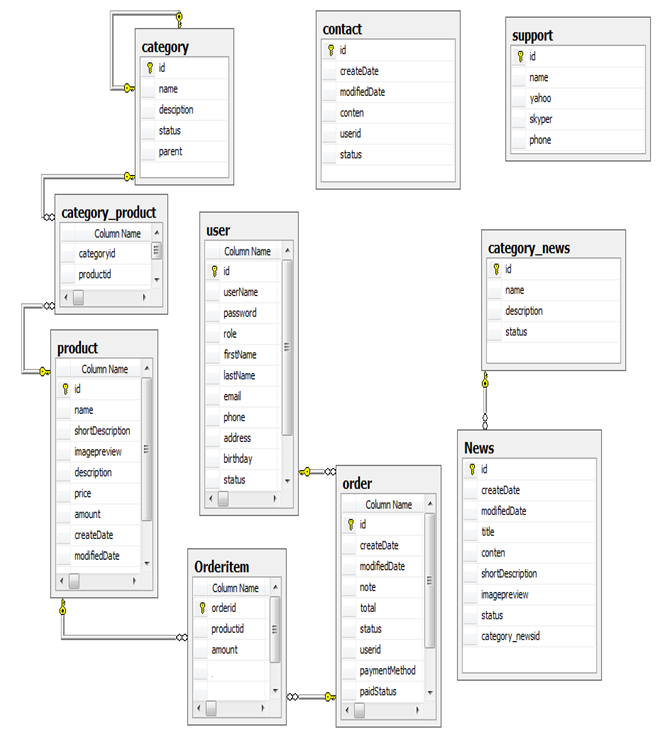 category
id
name
desciption
status
parent
contact
id
createDate
modifiedDate
conten
userid
status
support
id
name
yahoo
skyper
phone
category_product
Column Name
categoryid
productid
user
Column Name
id
userName
password
role
firstName
lastName
email
phone
address
birthday
status
category_news
id
name
description
status
product
Column Name
id
name
shortDescription
imagepreview
description
price
amount
createDate
modifiedDate
order
Column Name
id
createDate
modifiedDate
note
total
status
userid
paymentMethod
paidStatus
News
id
createDate
modifiedDate
title
conten
shortDescription
imagepreview
status
category_newsid
Orderitem
Column Name
orderid
productid
amount